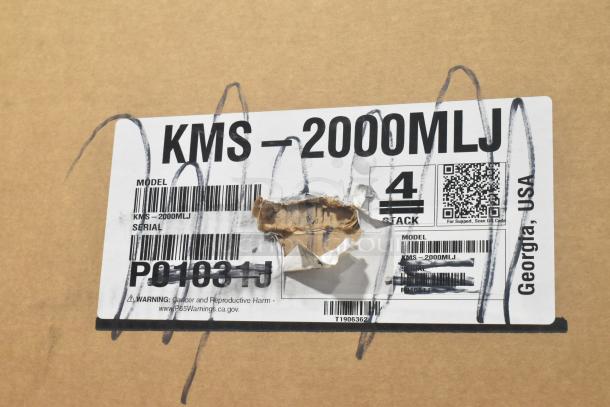 KMS-2000MLJ
MODEL
KMS-2000MLJ
SERIAL
P01031J
4
STACK
For Support, Scan QR Code
MODEL
KMS-2000MLJ
Georgia, USA
⚠ WARNING: Cancer and Reproductive Harm -
www.P65Warnings.ca.gov.
T1906362